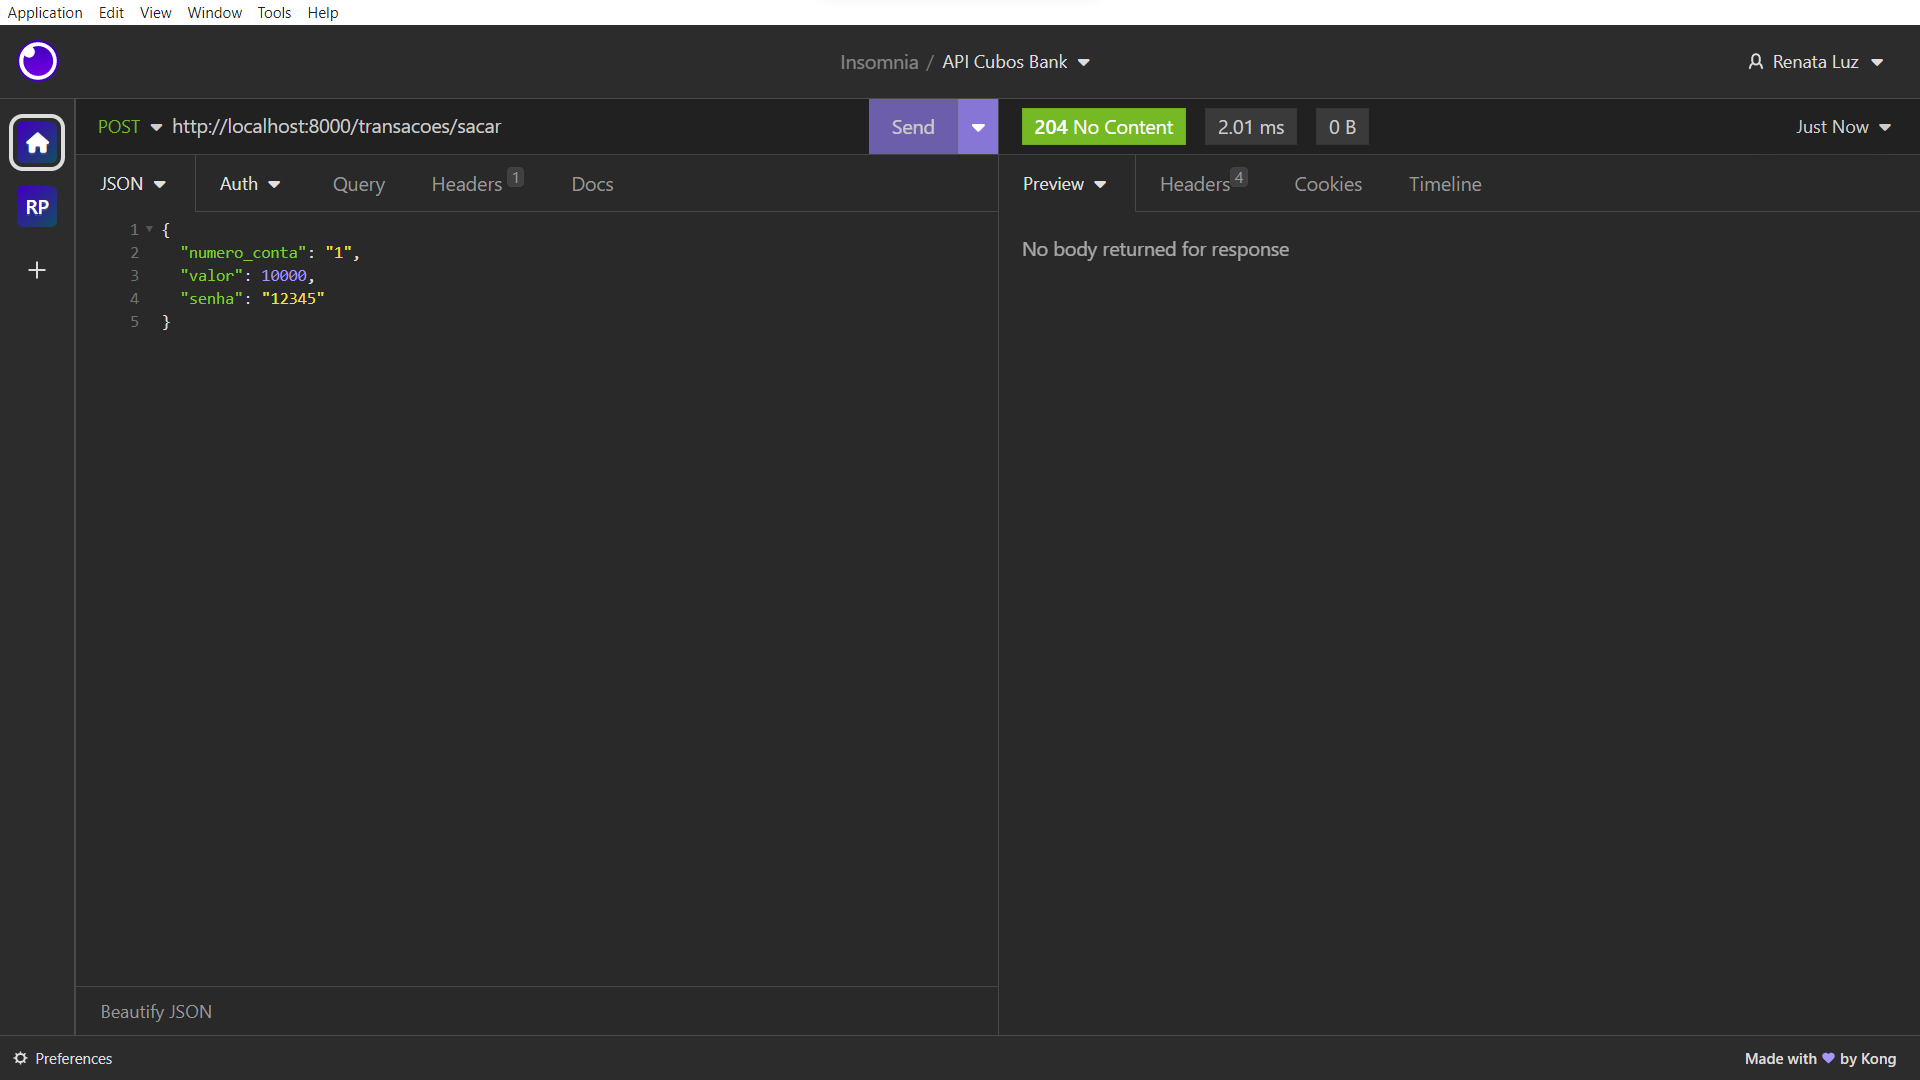 Application Edit View Window Tools Help
Insomnia / API Cubos Bank
Renata Luz
POST http://localhost:8000/transacoes/sacar Send
204 No Content 2.01 ms 0 B Just Now
JSON Auth Query Headers 1 Docs
Preview Headers 4 Cookies Timeline
RP
1 {
2 "numero_conta": "1",
3 "valor": 10000,
4 "senha": "12345"
5 }
No body returned for response
Beautify JSON
Preferences
Made with 💜 by Kong